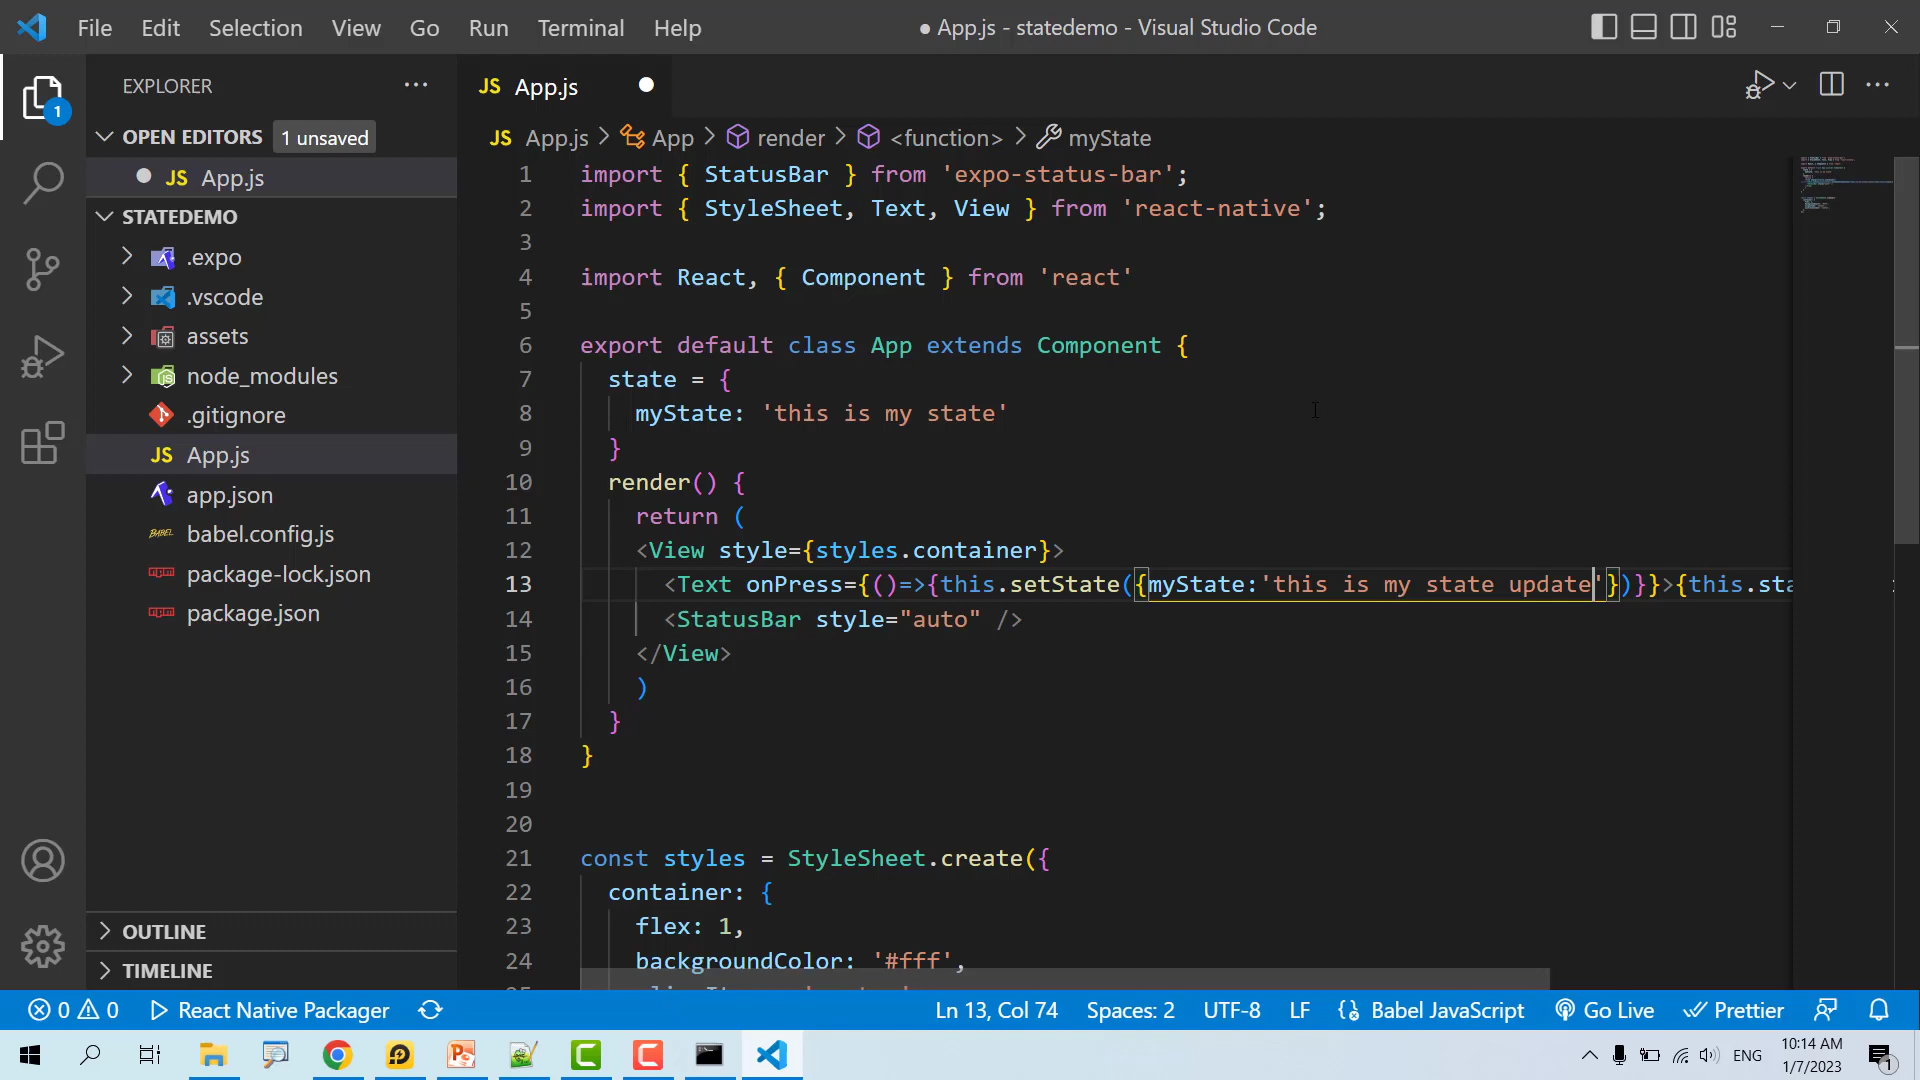 File Edit Selection View Go Run Terminal Help
● App.js - statedemo - Visual Studio Code
EXPLORER
OPEN EDITORS 1 unsaved
JS App.js
STATEDEMO
.expo
.vscode
assets
node_modules
.gitignore
JS App.js
app.json
BABEL babel.config.js
package-lock.json
package.json
OUTLINE
TIMELINE
1
JS App.js ●
JS App.js > App > render > <function> > myState
1 import { StatusBar } from 'expo-status-bar';
2 import { StyleSheet, Text, View } from 'react-native';
3
4 import React, { Component } from 'react'
5
6 export default class App extends Component {
7 state = {
8 myState: 'this is my state'
9 }
10 render() {
11 return (
12 <View style={styles.container}>
13 <Text onPress={()=>{this.setState({myState:'this is my state update'})}}>{this.sta
14 <StatusBar style="auto" />
15 </View>
16 )
17 }
18 }
19
20
21 const styles = StyleSheet.create({
22 container: {
23 flex: 1,
24 backgroundColor: '#fff',
0 0 React Native Packager
Ln 13, Col 74 Spaces: 2 UTF-8 LF Babel JavaScript Go Live Prettier
ENG 10:14 AM
1/7/2023
1